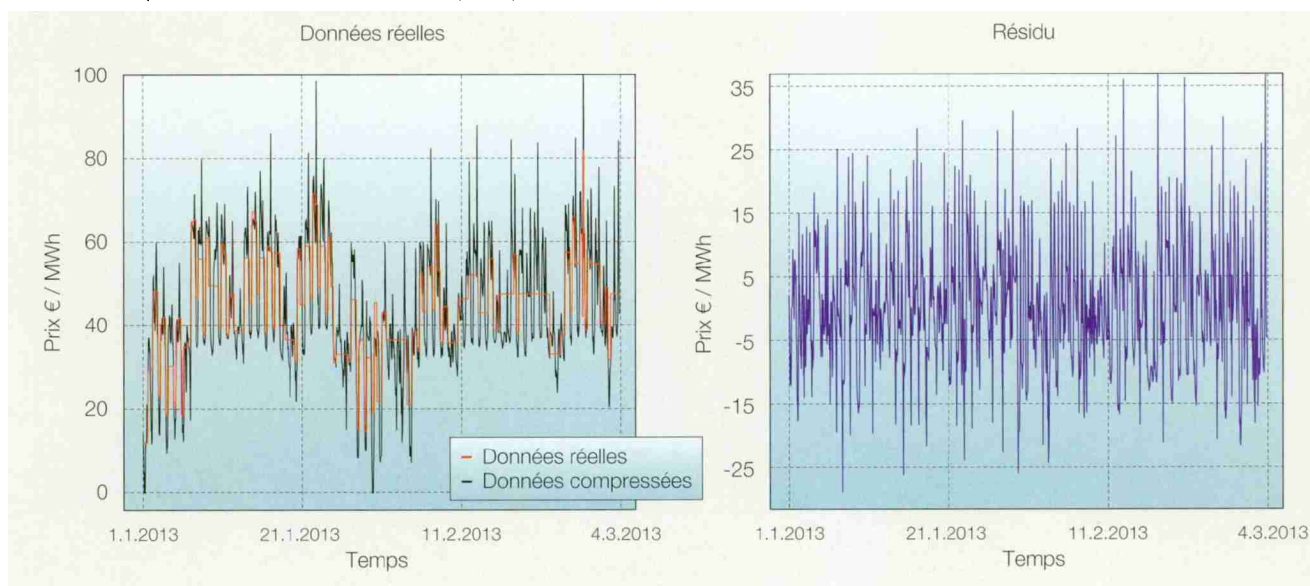 Données réelles
Prix € / MWh
100
80
60
40
20
0
Données réelles
Données compressées
1.1.2013
21.1.2013
11.2.2013
4.3.2013
Temps
Résidu
Prix € / MWh
35
25
15
5
-5
-15
-25
1.1.2013
21.1.2013
11.2.2013
4.3.2013
Temps